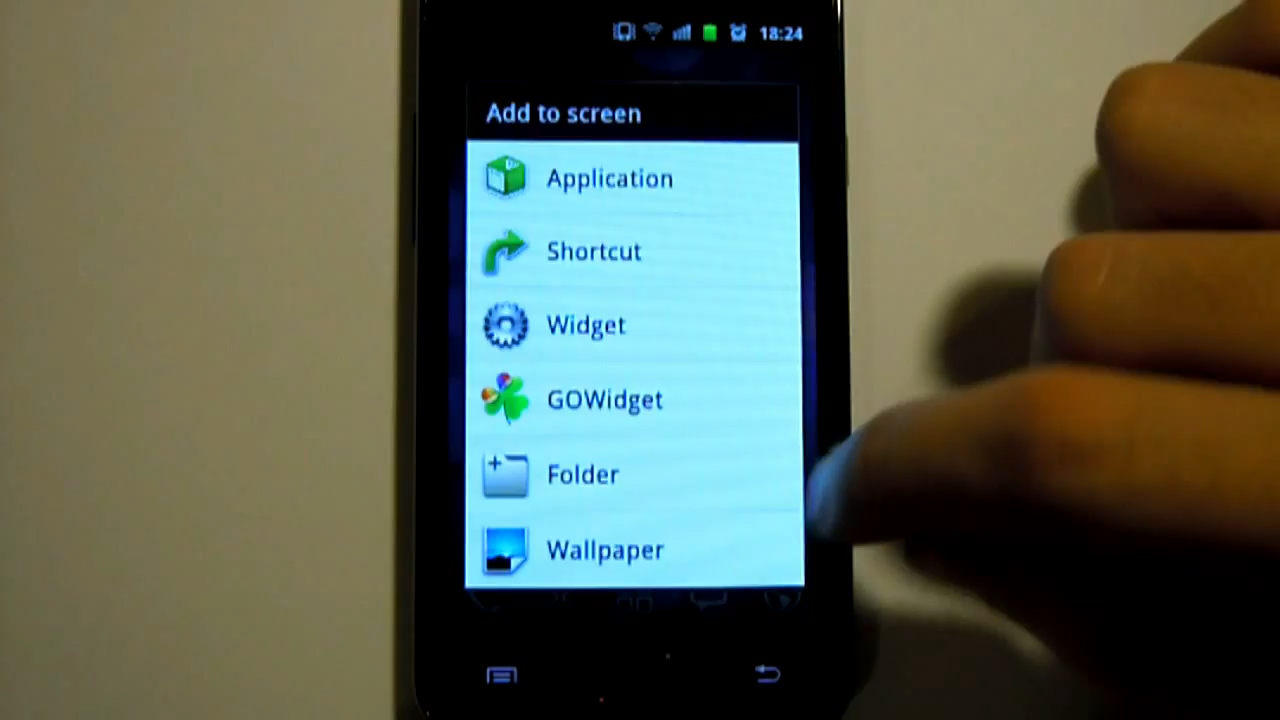 18:24
Add to screen
Application
Shortcut
Widget
GOWidget
Folder
Wallpaper